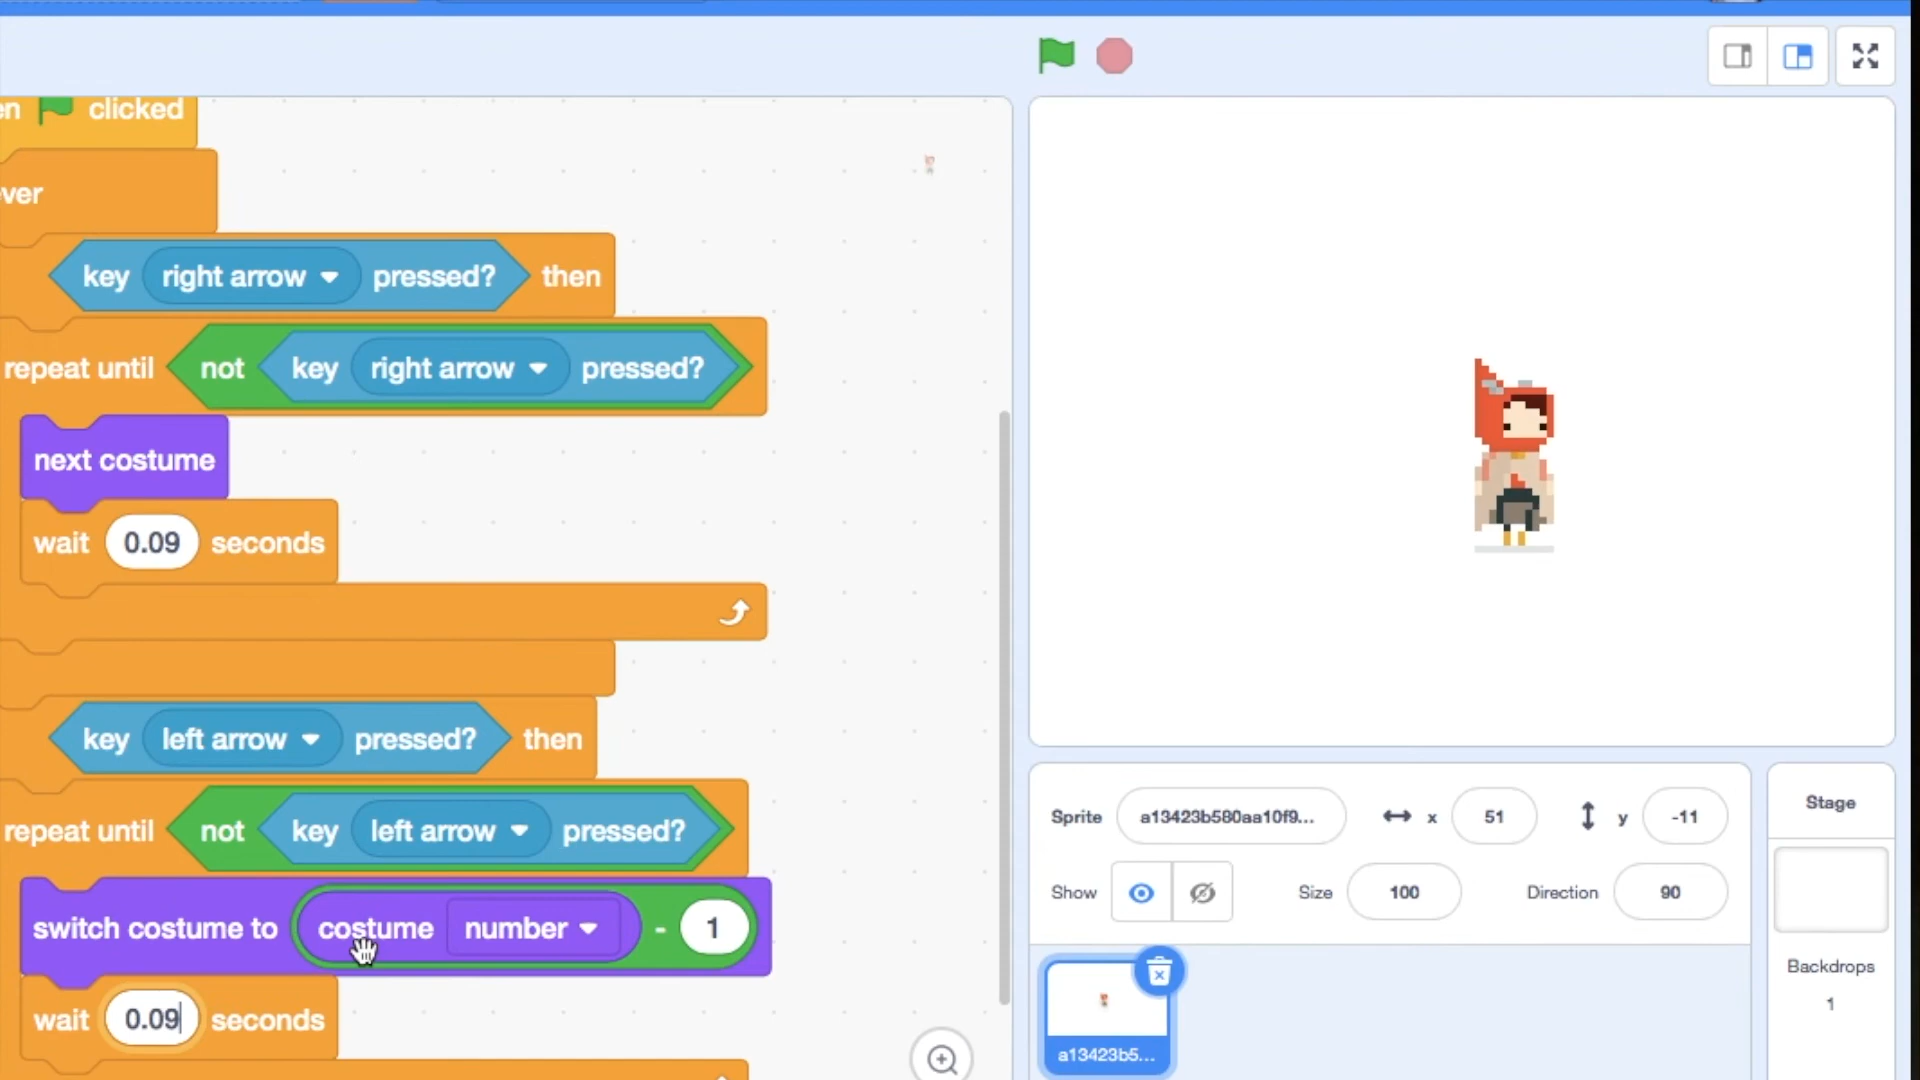 en clicked
ever
key right arrow pressed? then
repeat until not key right arrow pressed?
next costume
wait 0.09 seconds
key left arrow pressed? then
repeat until not key left arrow pressed?
switch costume to costume number - 1
wait 0.09 seconds
Sprite a13423b580aa10f9... x 51 y -11
Show Size 100 Direction 90
a13423b5...
Stage
Backdrops
1